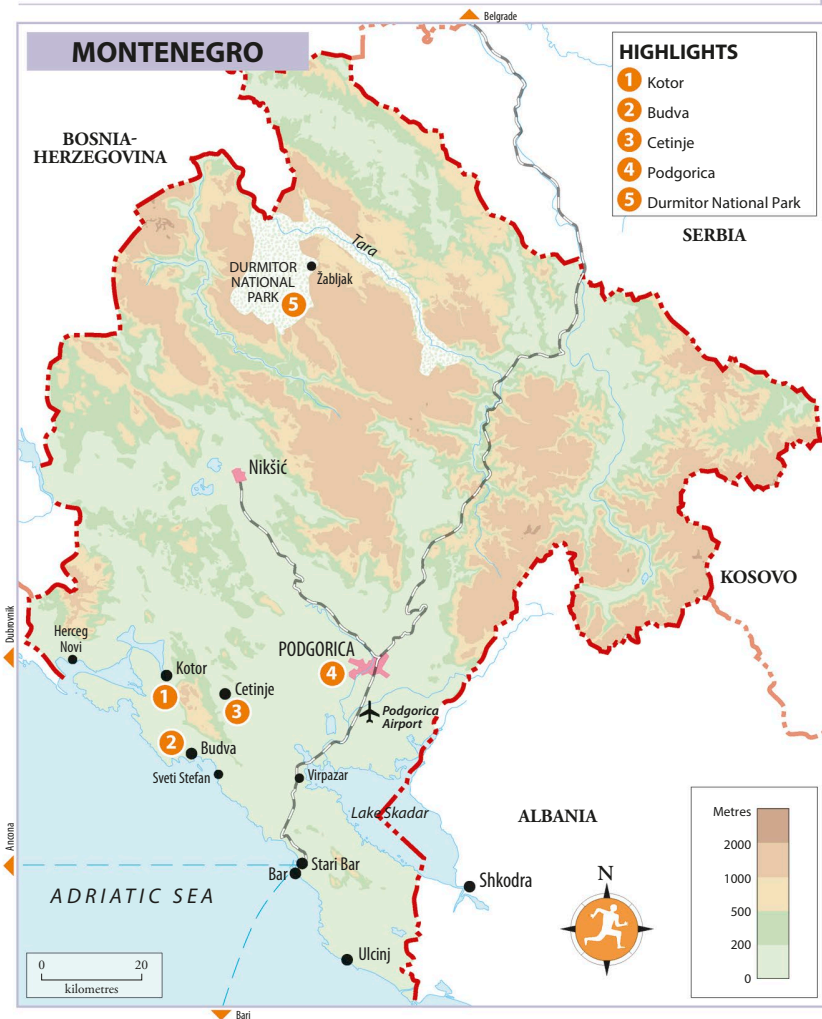 Belgrade
MONTENEGRO
HIGHLIGHTS
1 Kotor
2 Budva
3 Cetinje
4 Podgorica
5 Durmitor National Park
BOSNIA-
HERZEGOVINA
SERBIA
Tara
DURMITOR
NATIONAL
PARK
5
Žabljak
Nikšić
KOSOVO
Dubrovnik
Herceg
Novi
PODGORICA
4
Kotor
1
Cetinje
3
Podgorica
Airport
2
Budva
Sveti Stefan
Virpazar
Lake Skadar
ALBANIA
Ancona
Stari Bar
Bar
Shkodra
ADRIATIC SEA
Ulcinj
N
Metres
2000
1000
500
200
0
0 20
kilometres
Bari